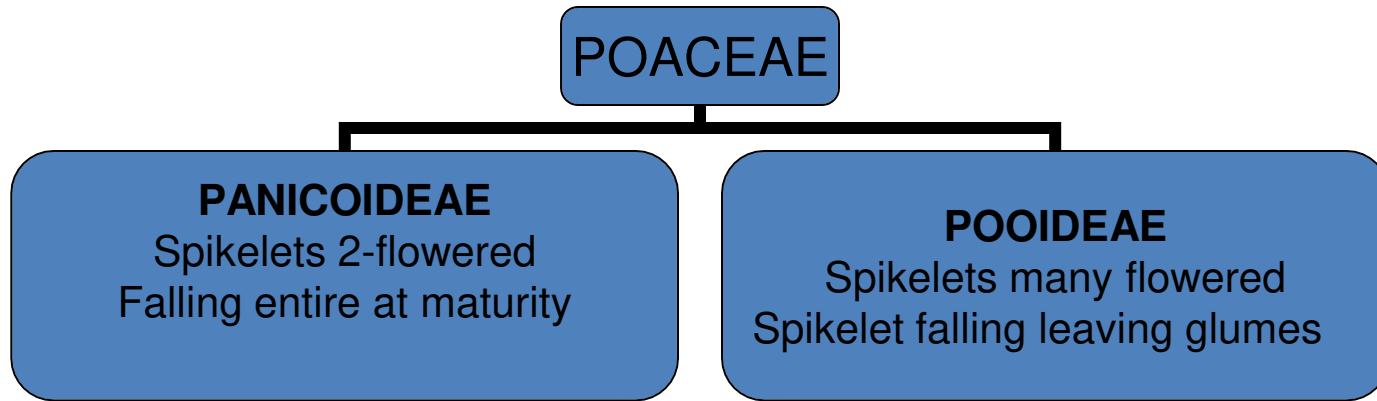 POACEAE
PANICOIDEAE
Spikelets 2-flowered
Falling entire at maturity
POOIDEAE
Spikelets many flowered
Spikelet falling leaving glumes